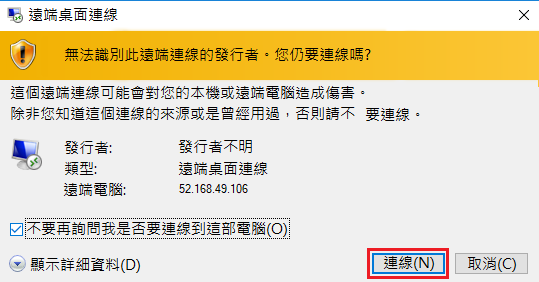 遠端桌面連線
無法識別此遠端連線的發行者。您仍要連線嗎?
這個遠端連線可能會對您的本機或遠端電腦造成傷害。
除非您知道這個連線的來源或是曾經用過，否則請不 要連線。
發行者: 發行者不明
類型: 遠端桌面連線
遠端電腦: 52.168.49.106
不要再詢問我是否要連線到這部電腦(O)
顯示詳細資料(D) 連線(N) 取消(C)